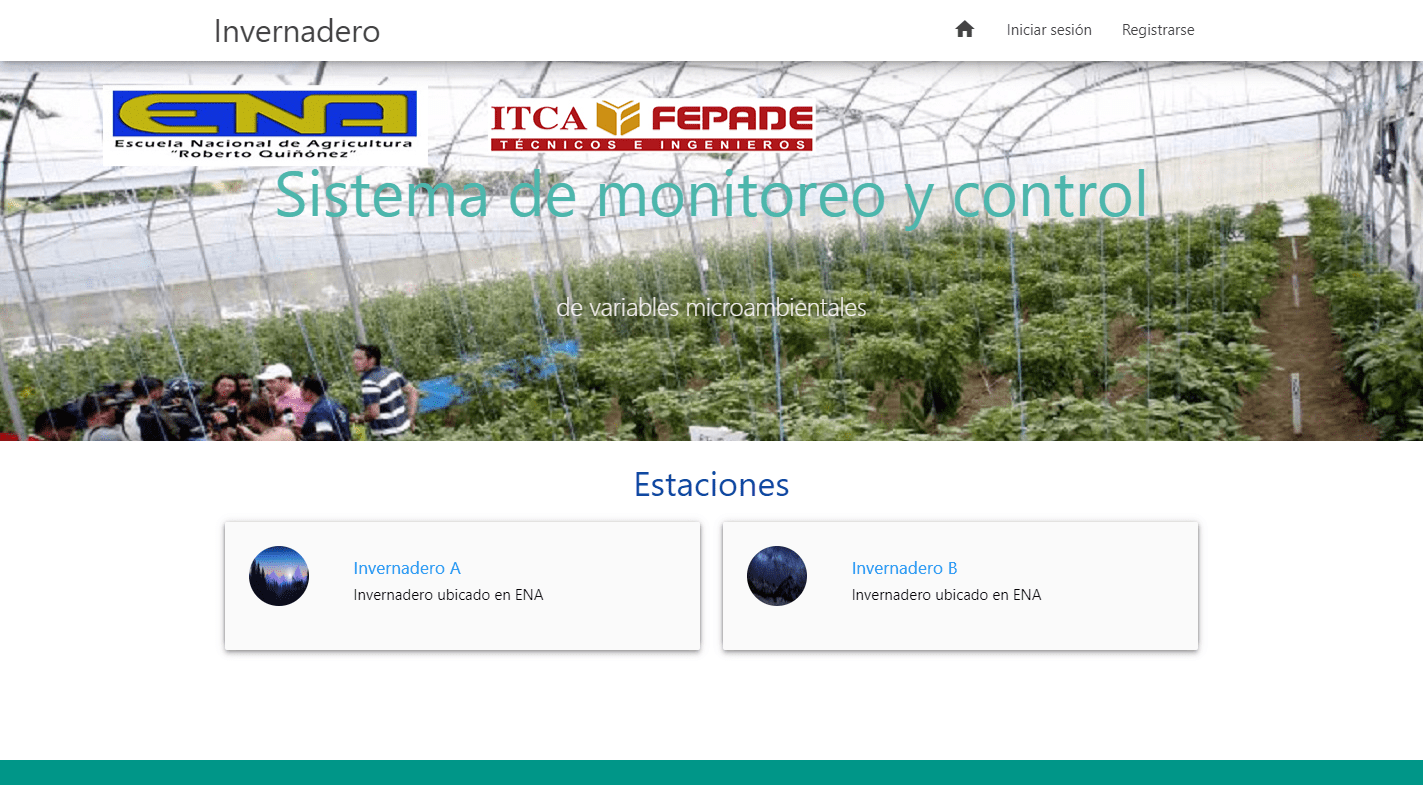 Invernadero
Iniciar sesión
Registrarse
ENA
Escuela Nacional de Agricultura
"Roberto Quiñónez"
ITCA FEPADE
TÉCNICOS E INGENIEROS
Sistema de monitoreo y control
de variables microambientales
Estaciones
Invernadero A
Invernadero ubicado en ENA
Invernadero B
Invernadero ubicado en ENA